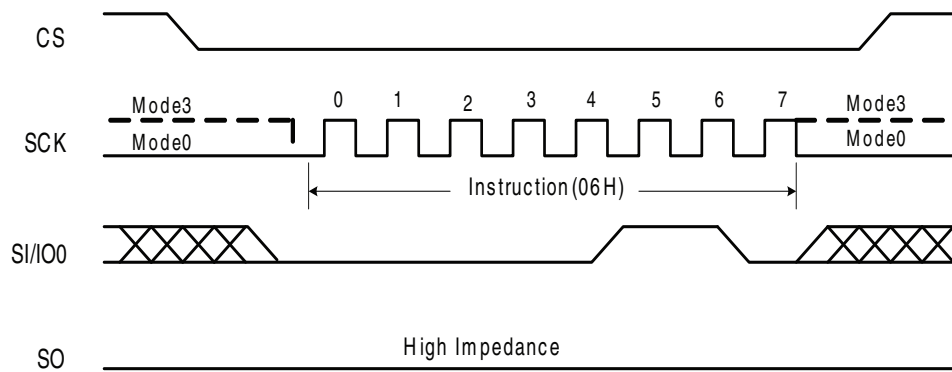 CS
0 1 2 3 4 5 6 7
Mode3 Mode3
SCK Mode0 Mode0
Instruction(06H)
SI/IO0
High Impedance
SO